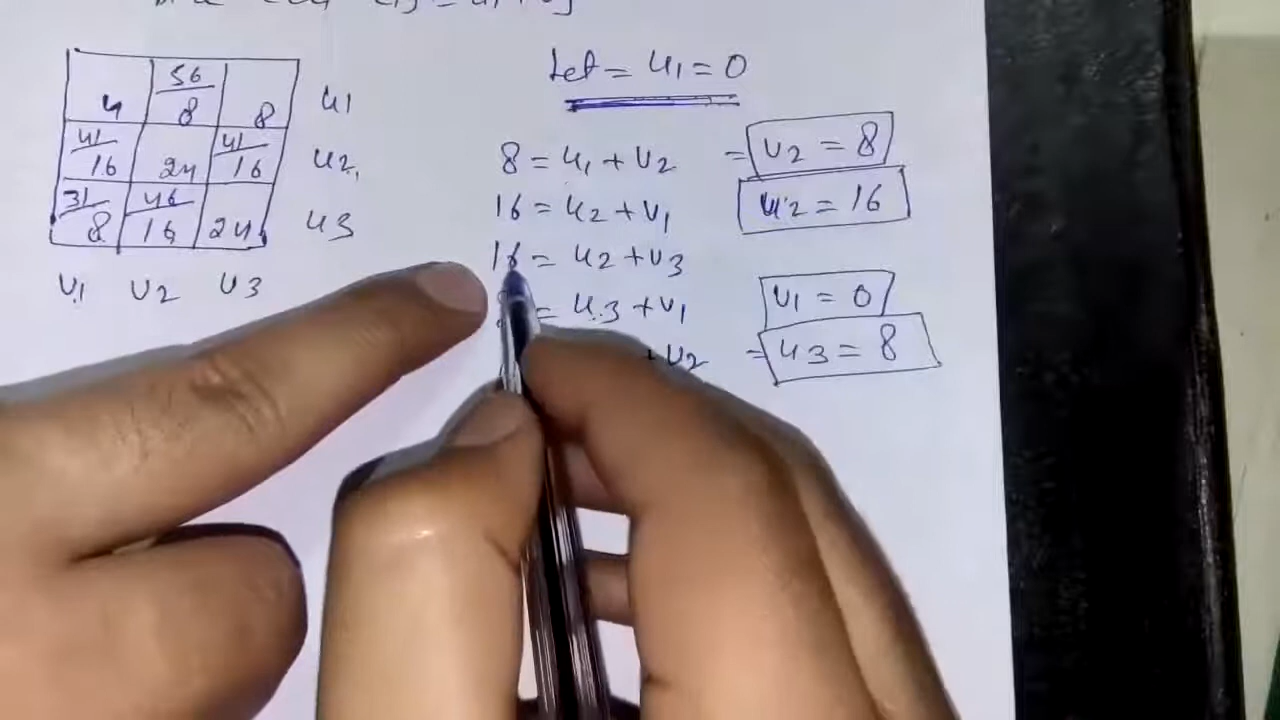 Let = u1 = 0
4 | 56/8 | 8 u1
41/16 | 24 | 41/16 u2
31/8 | 46/16 | 24 u3
v1 v2 v3
8 = u1 + v2 = v2 = 8
16 = u2 + v1 u2 = 16
16 = u2 + v3
= u3 + v1 v1 = 0
+ v2 = u3 = 8